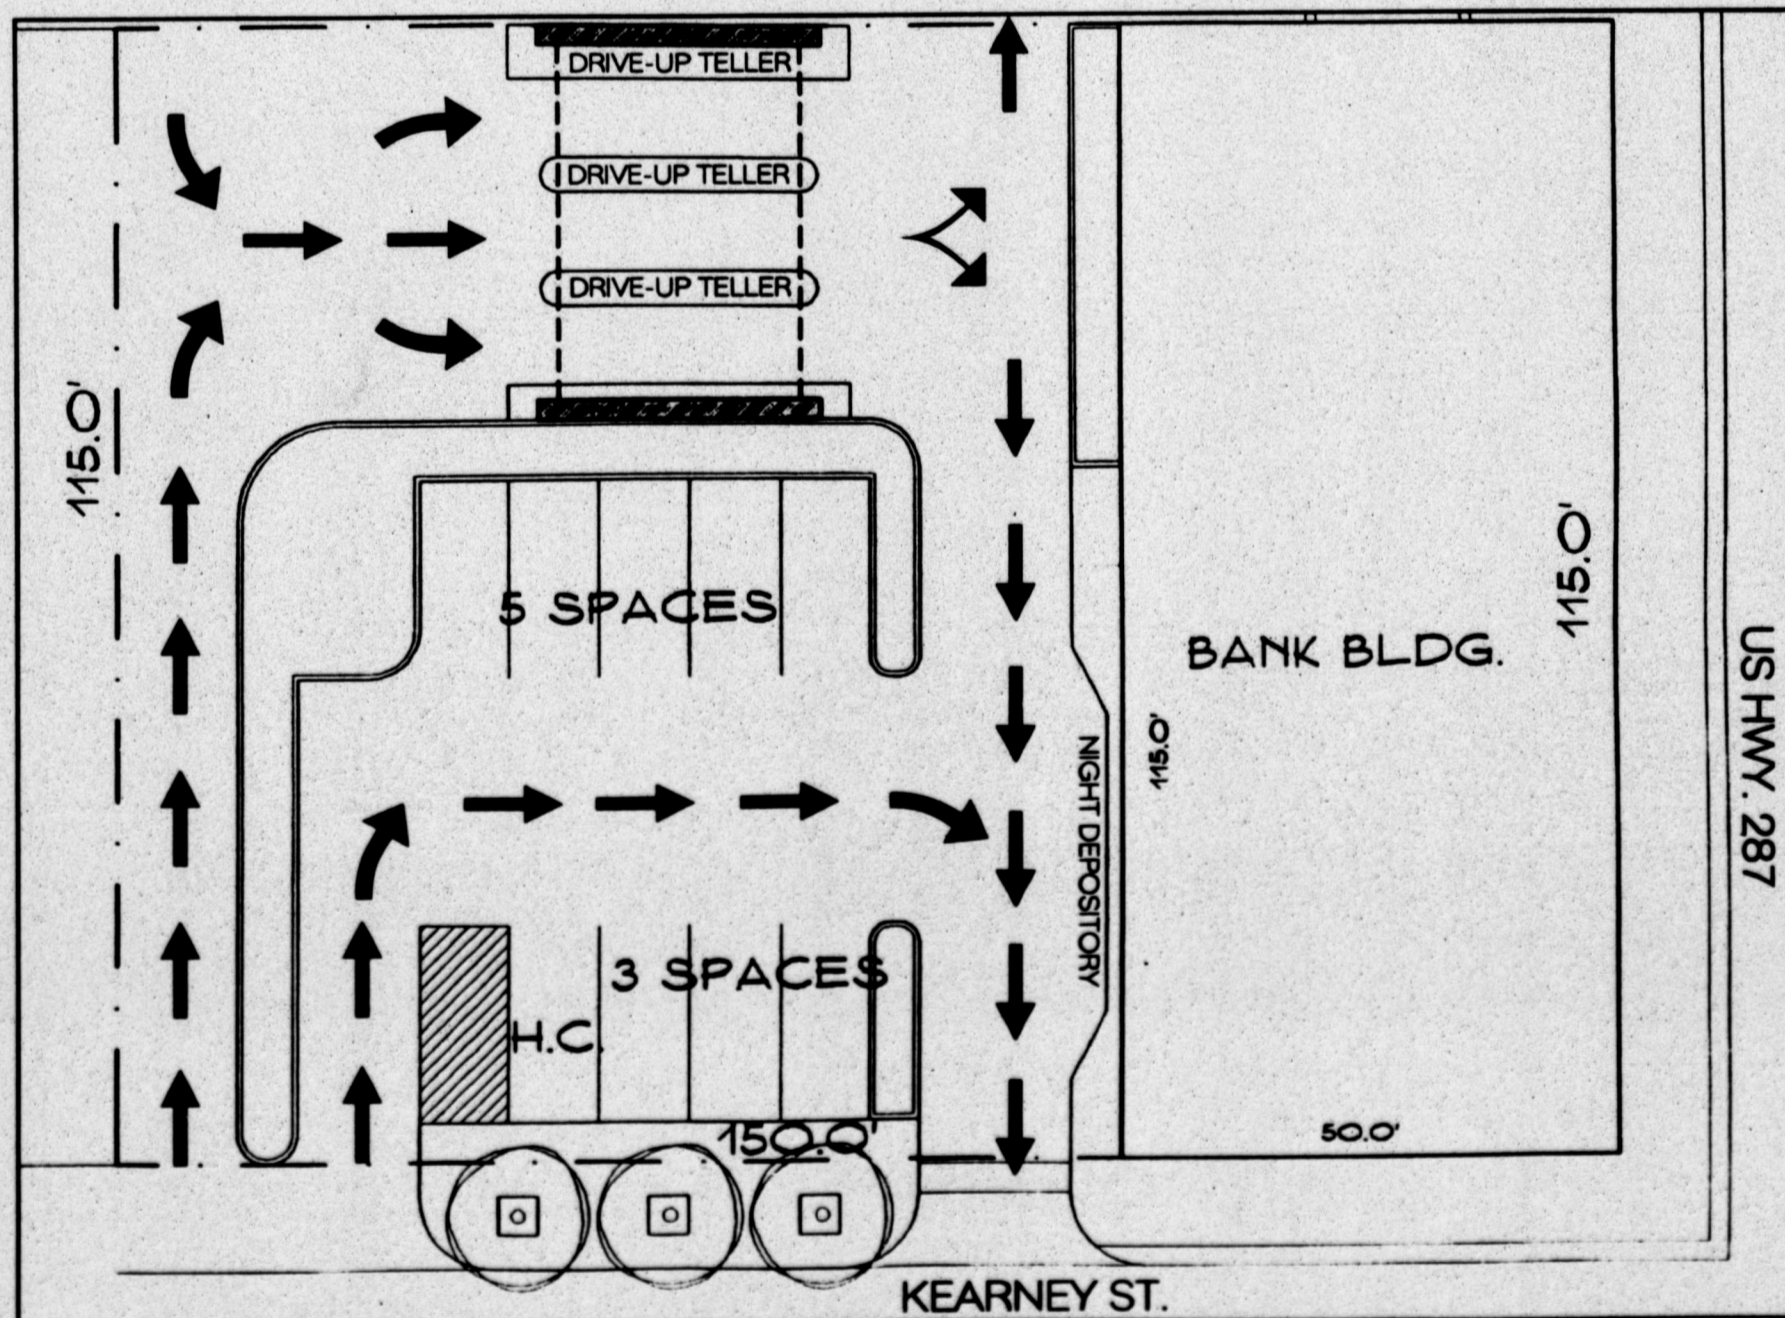 DRIVE-UP TELLER
DRIVE-UP TELLER
DRIVE-UP TELLER
115.0'
5 SPACES
115.0'
BANK BLDG.
US HWY. 287
115.0'
NIGHT DEPOSITORY
3 SPACES
H.C.
150.0'
50.0'
KEARNEY ST.